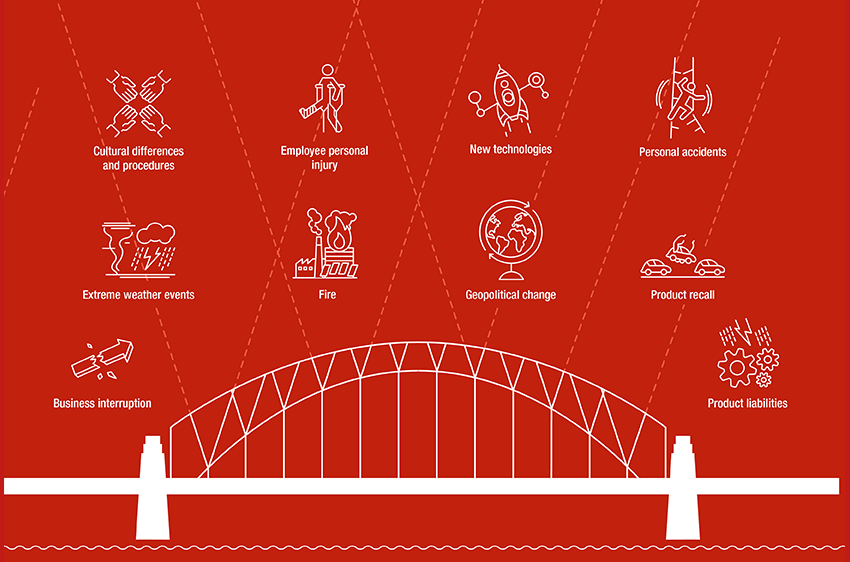 Cultural differences
and procedures
Employee personal
injury
New technologies
Personal accidents
Extreme weather events
Fire
Geopolitical change
Product recall
Business interruption
Product liabilities